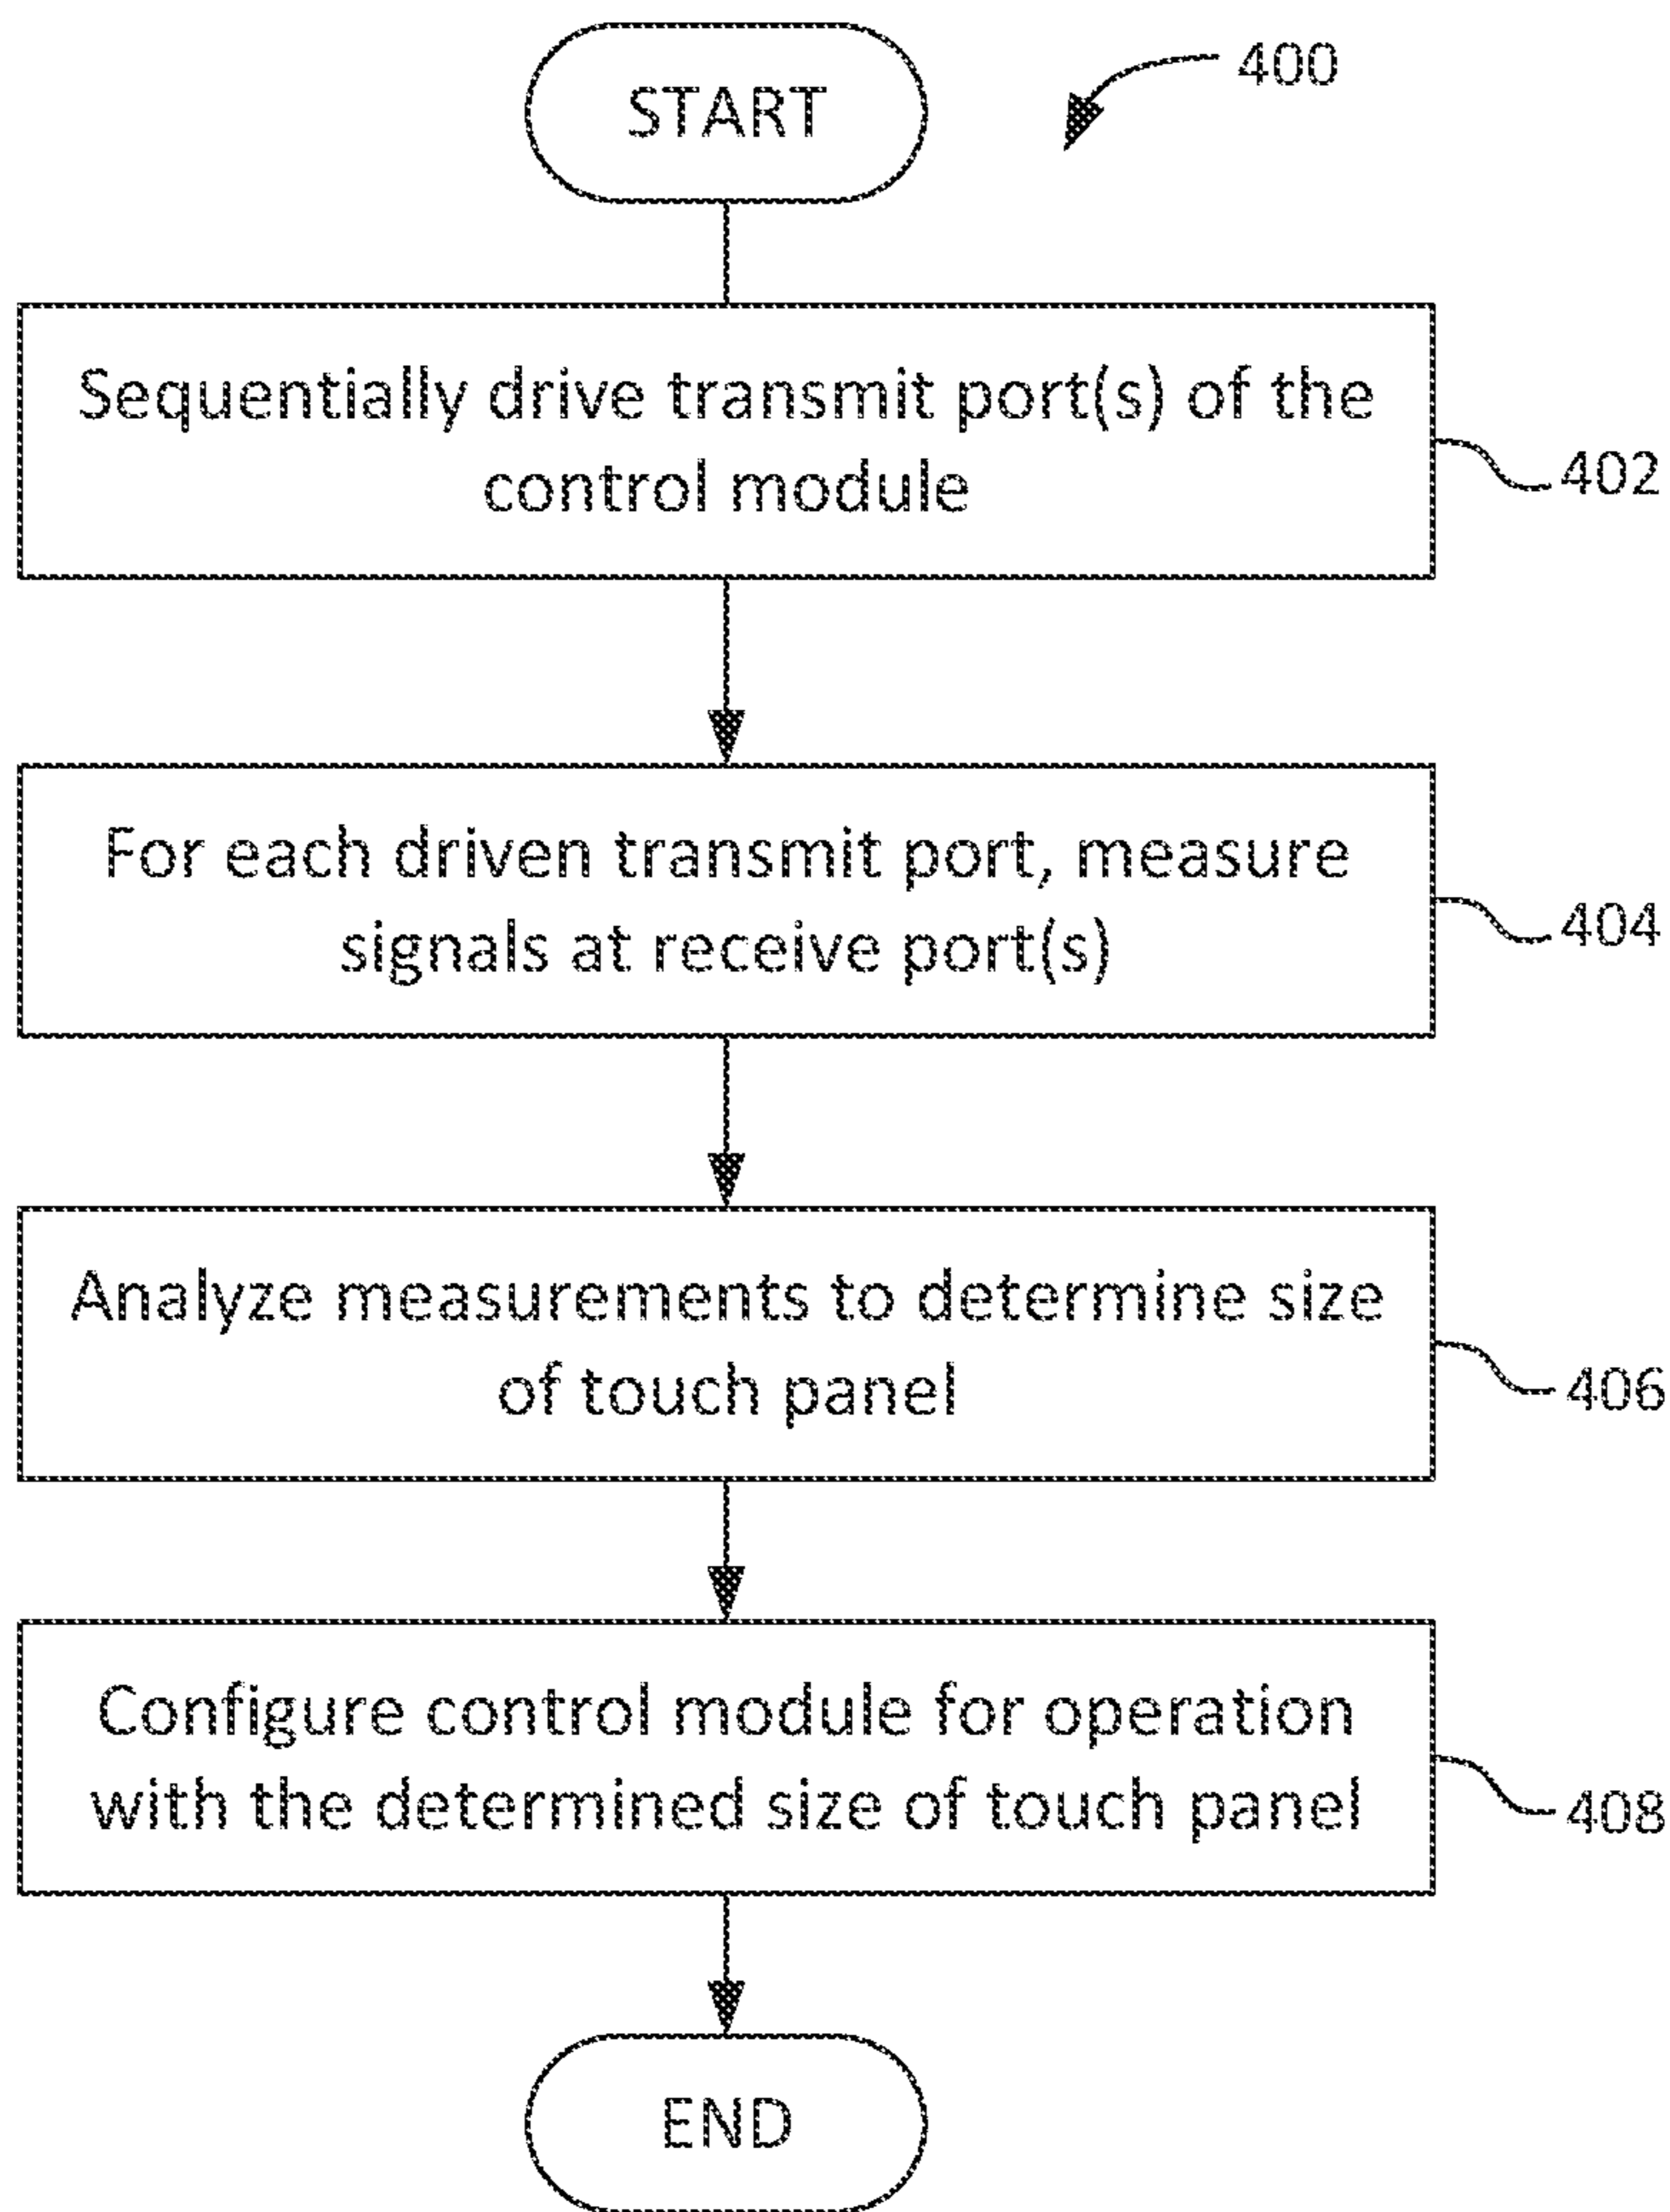 START
400
Sequentially drive transmit port(s) of the
control module
402
For each driven transmit port, measure
signals at receive port(s)
404
Analyze measurements to determine size
of touch panel
406
Configure control module for operation
with the determined size of touch panel
408
END